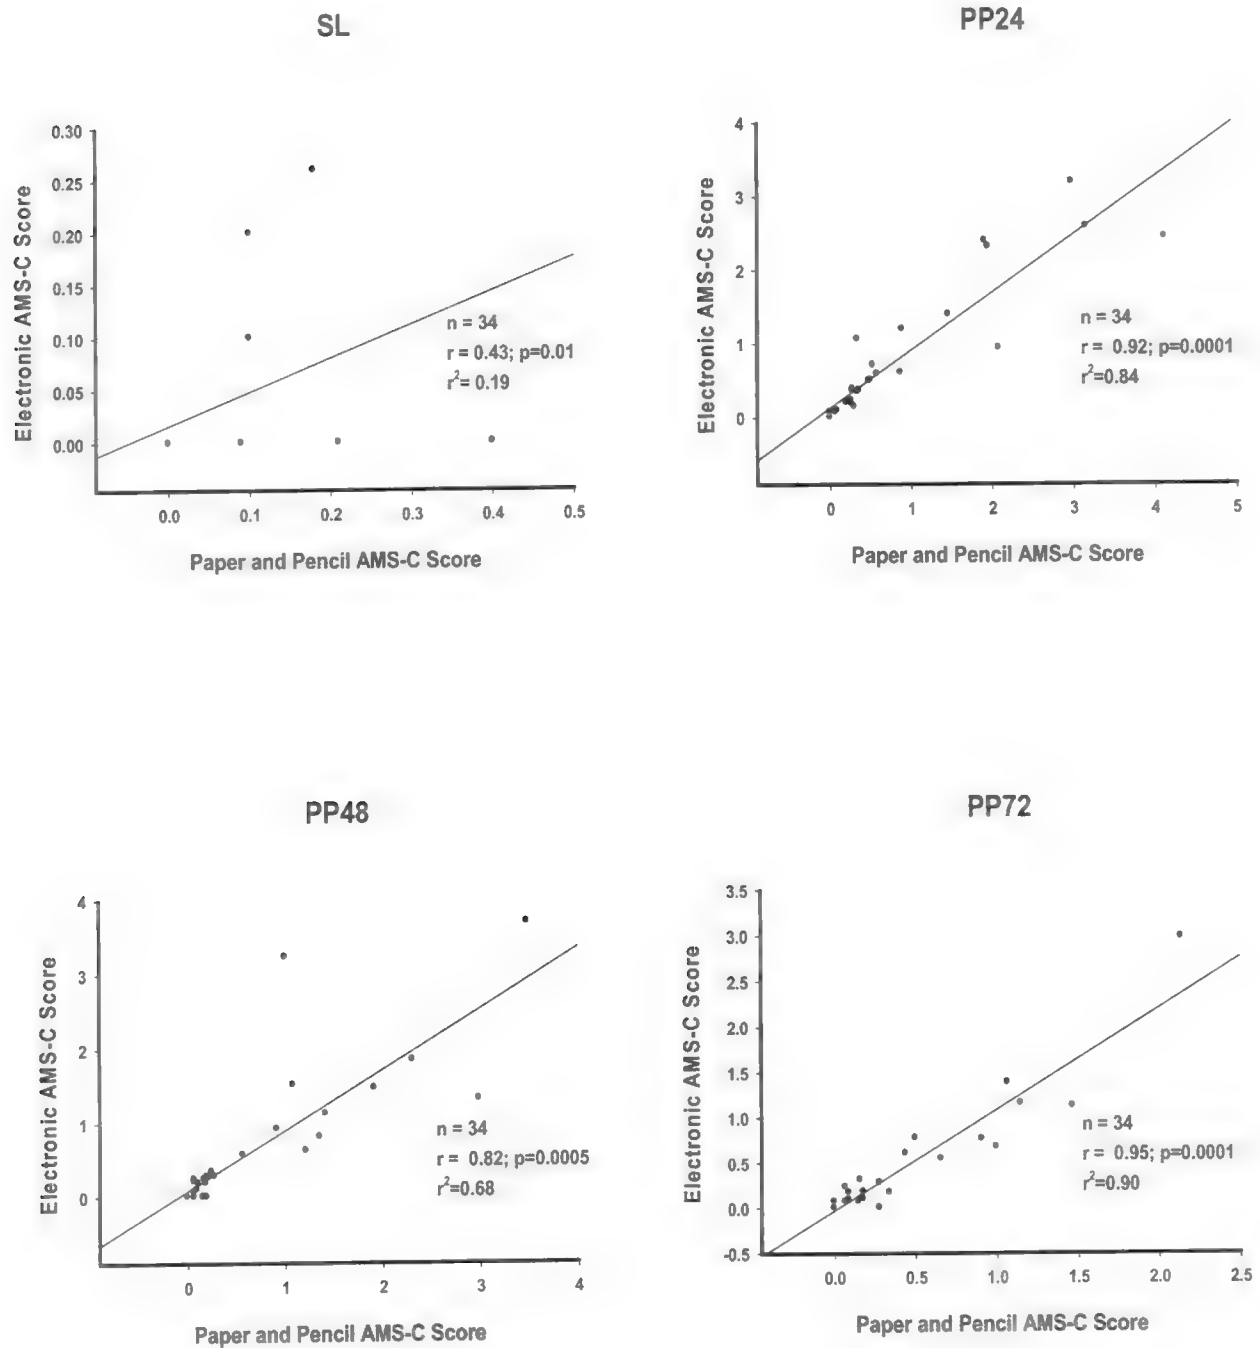 SL
0.30
0.25
0.20
0.15
0.10
0.05
0.00
Electronic AMS-C Score
n = 34
r = 0.43; p=0.01
r²= 0.19
0.0 0.1 0.2 0.3 0.4 0.5
Paper and Pencil AMS-C Score
PP24
4
3
2
1
0
Electronic AMS-C Score
n = 34
r = 0.92; p=0.0001
r²=0.84
0 1 2 3 4 5
Paper and Pencil AMS-C Score
PP48
4
3
2
1
0
Electronic AMS-C Score
n = 34
r = 0.82; p=0.0005
r²=0.68
0 1 2 3 4
Paper and Pencil AMS-C Score
PP72
3.5
3.0
2.5
2.0
1.5
1.0
0.5
0.0
-0.5
Electronic AMS-C Score
n = 34
r = 0.95; p=0.0001
r²=0.90
0.0 0.5 1.0 1.5 2.0 2.5
Paper and Pencil AMS-C Score